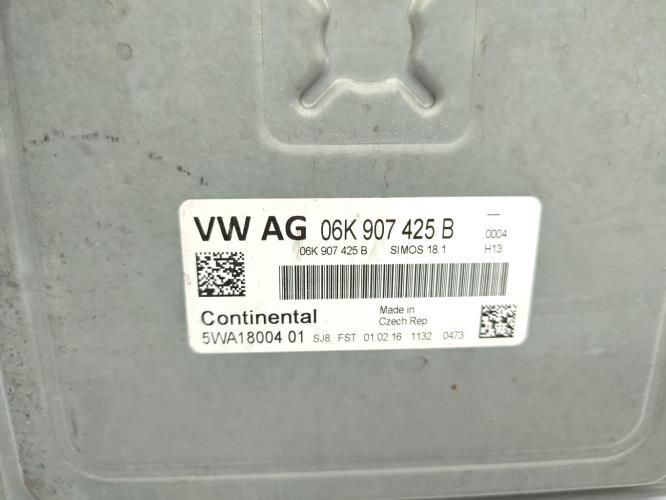 VW AG 06K 907 425 B
06K 907 425 B SIMOS 18.1
---
0004
H13
Continental
Made in
Czech Rep.
5WA18004 01 SJ8 FST 01.02.16 1132 0473